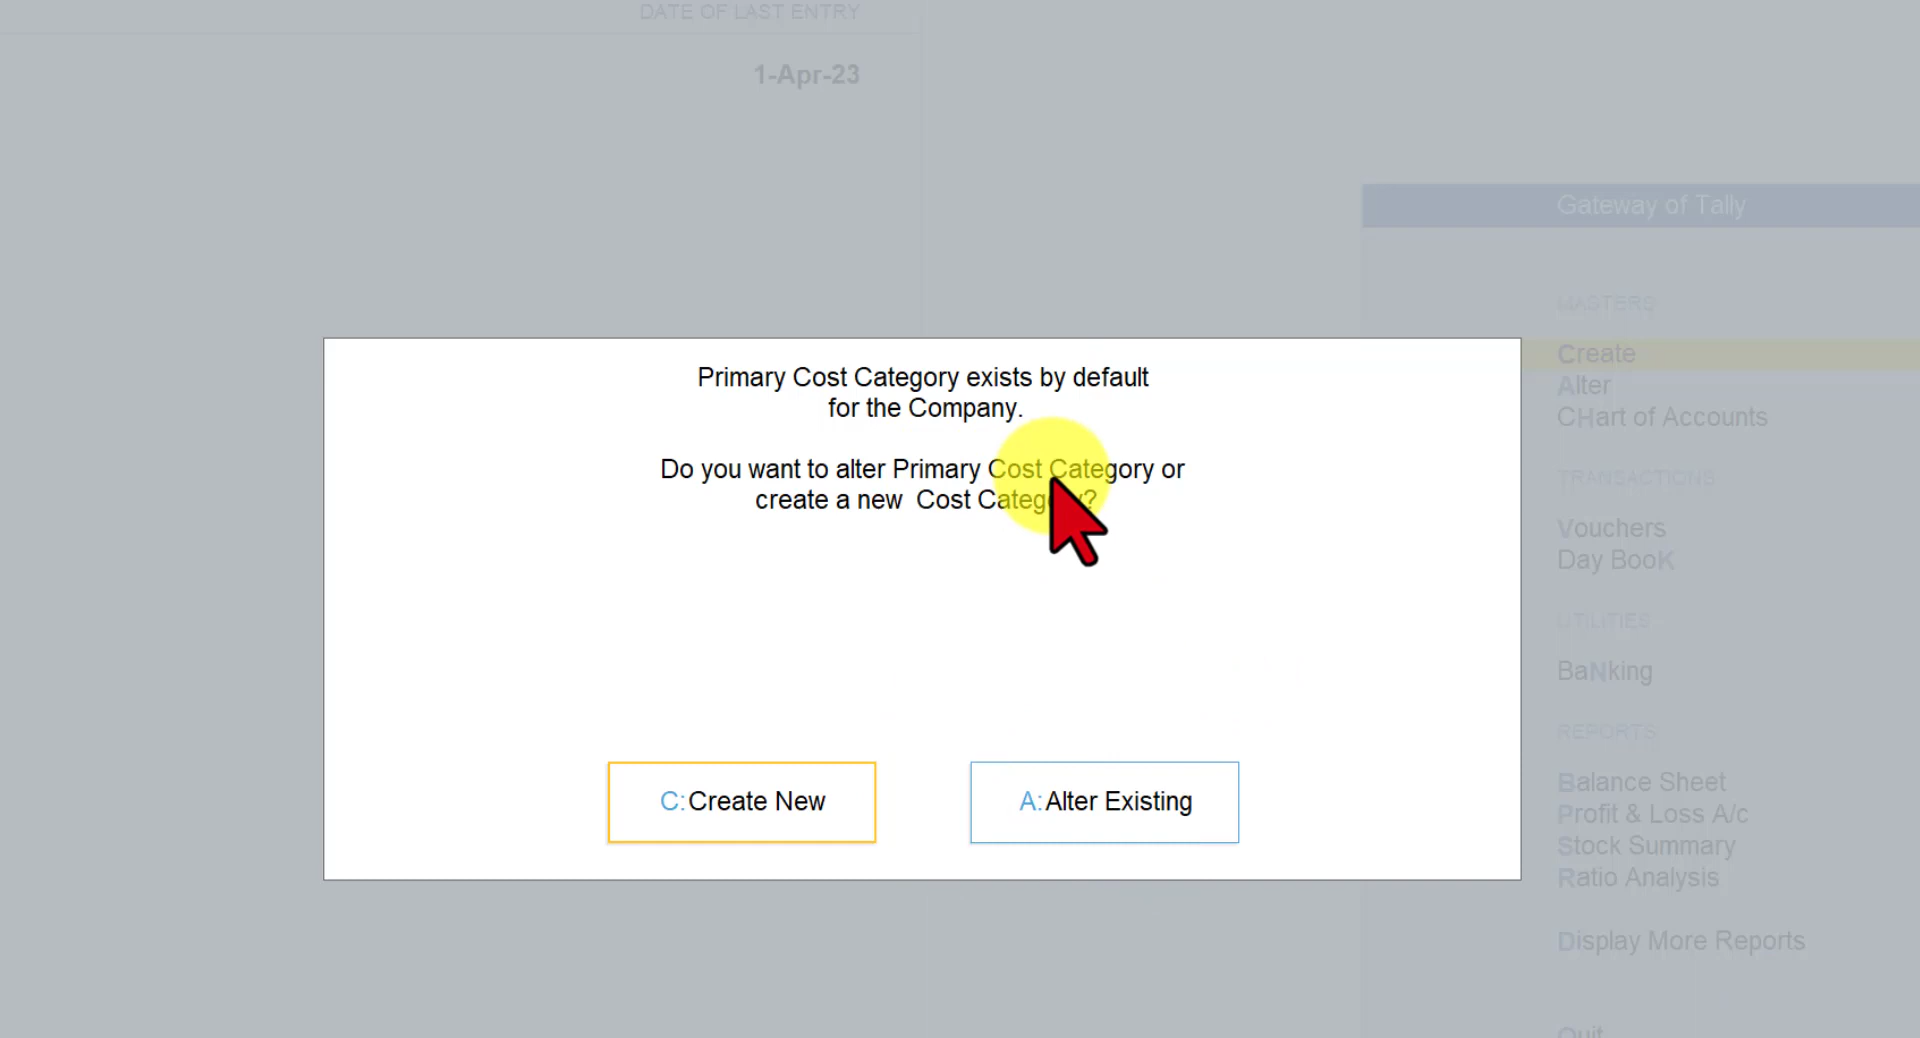 DATE OF LAST ENTRY
1-Apr-23
Gateway of Tally
MASTERS
Create
Alter
CHart of Accounts
TRANSACTIONS
Vouchers
Day BooK
UTILITIES
BaNking
REPORTS
Balance Sheet
Profit & Loss A/c
Stock Summary
Ratio Analysis
Display More Reports
Quit
Primary Cost Category exists by default
for the Company.
Do you want to alter Primary Cost Category or
create a new Cost Category?
C:Create New
A:Alter Existing